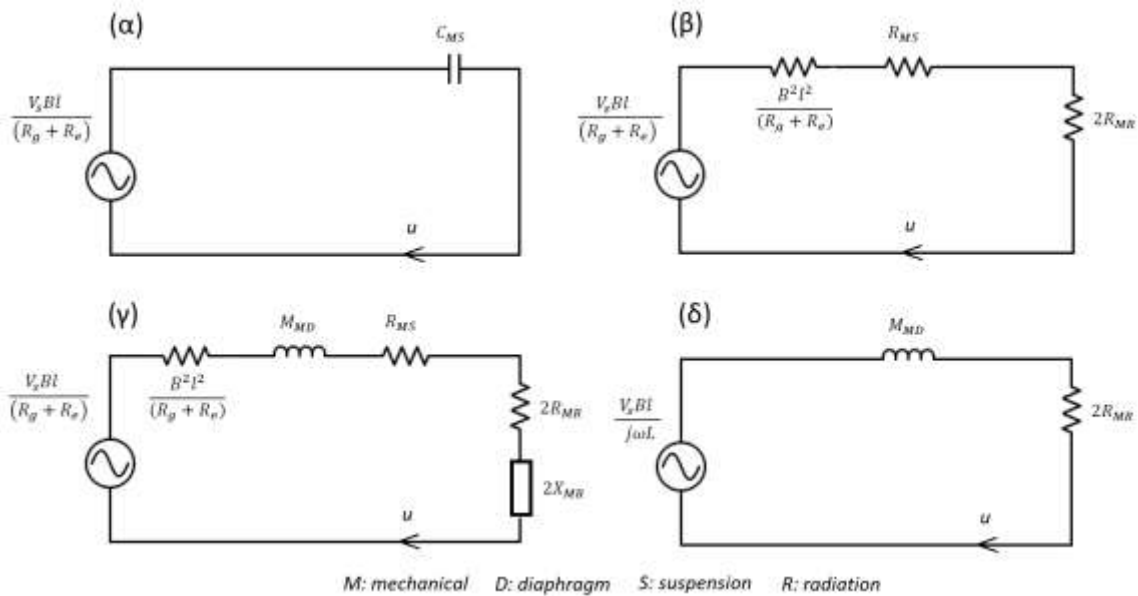 (α)
C_MS
V_sBl
(R_g + R_e)
u
(β)
R_MS
V_sBl
(R_g + R_e)
B²l²
(R_g + R_e)
2R_MR
u
(γ)
M_MD
R_MS
V_sBl
(R_g + R_e)
B²l²
(R_g + R_e)
2R_MR
2X_MR
u
(δ)
M_MD
V_sBl
jωL
2R_MR
u
M: mechanical D: diaphragm S: suspension R: radiation